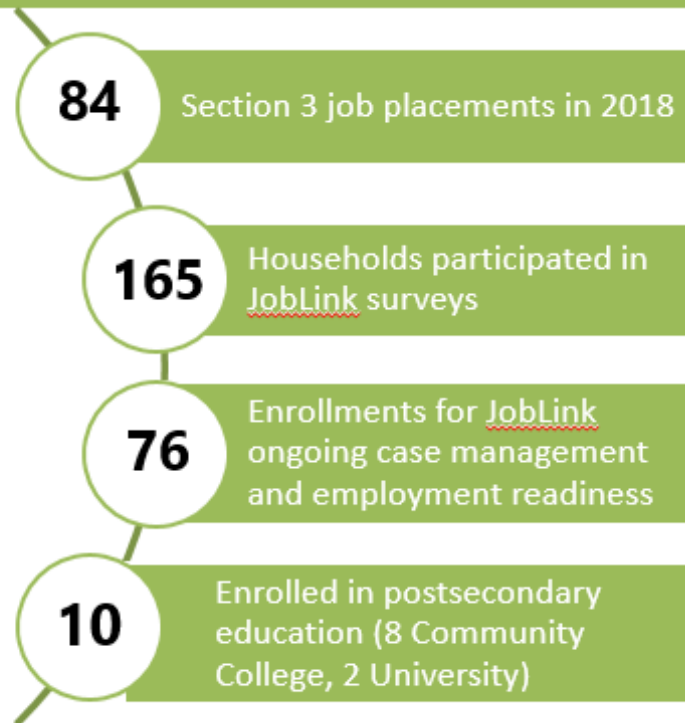 84
Section 3 job placements in 2018
165
Households participated in
JobLink surveys
76
Enrollments for JobLink
ongoing case management
and employment readiness
10
Enrolled in postsecondary
education (8 Community
College, 2 University)